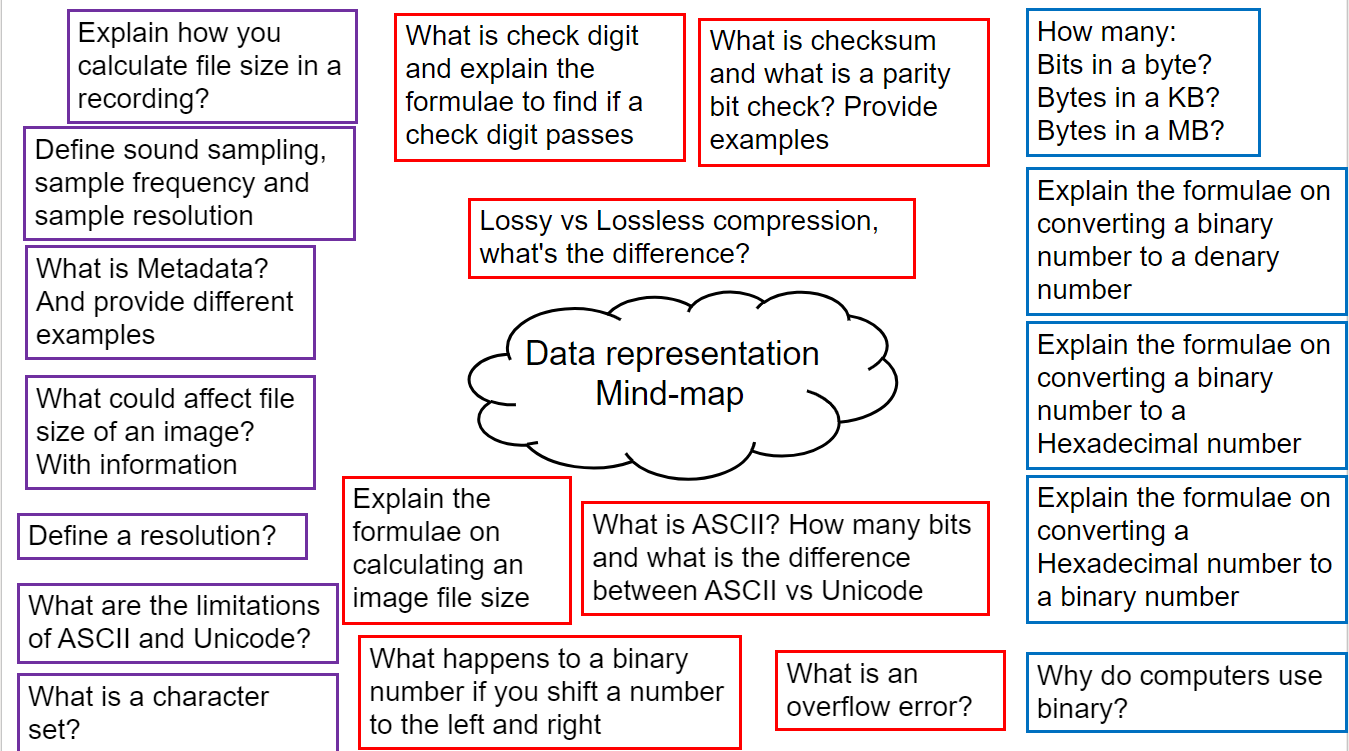 Explain how you
calculate file size in a
recording?
Define sound sampling,
sample frequency and
sample resolution
What is Metadata?
And provide different
examples
What could affect file
size of an image?
With information
Define a resolution?
What are the limitations
of ASCII and Unicode?
What is a character
set?
What is check digit
and explain the
formulae to find if a
check digit passes
What is checksum
and what is a parity
bit check? Provide
examples
Lossy vs Lossless compression,
what's the difference?
Data representation
Mind-map
Explain the
formulae on
calculating an
image file size
What is ASCII? How many bits
and what is the difference
between ASCII vs Unicode
What happens to a binary
number if you shift a number
to the left and right
What is an
overflow error?
How many:
Bits in a byte?
Bytes in a KB?
Bytes in a MB?
Explain the formulae on
converting a binary
number to a denary
number
Explain the formulae on
converting a binary
number to a
Hexadecimal number
Explain the formulae on
converting a
Hexadecimal number to
a binary number
Why do computers use
binary?